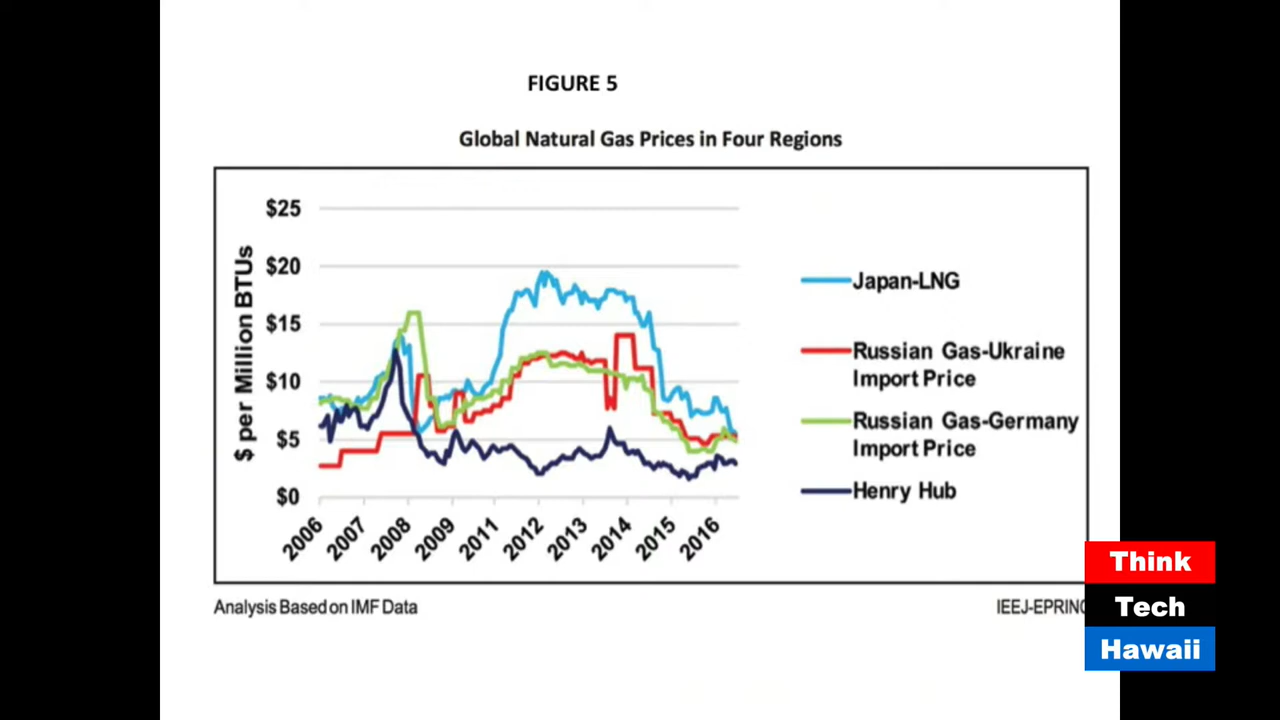 FIGURE 5
Global Natural Gas Prices in Four Regions
$ per Million BTUs
$25
$20
$15
$10
$5
$0
2006
2007
2008
2009
2011
2012
2013
2014
2015
2016
Japan-LNG
Russian Gas-Ukraine
Import Price
Russian Gas-Germany
Import Price
Henry Hub
Analysis Based on IMF Data
IEEJ-EPRINC
Think
Tech
Hawaii